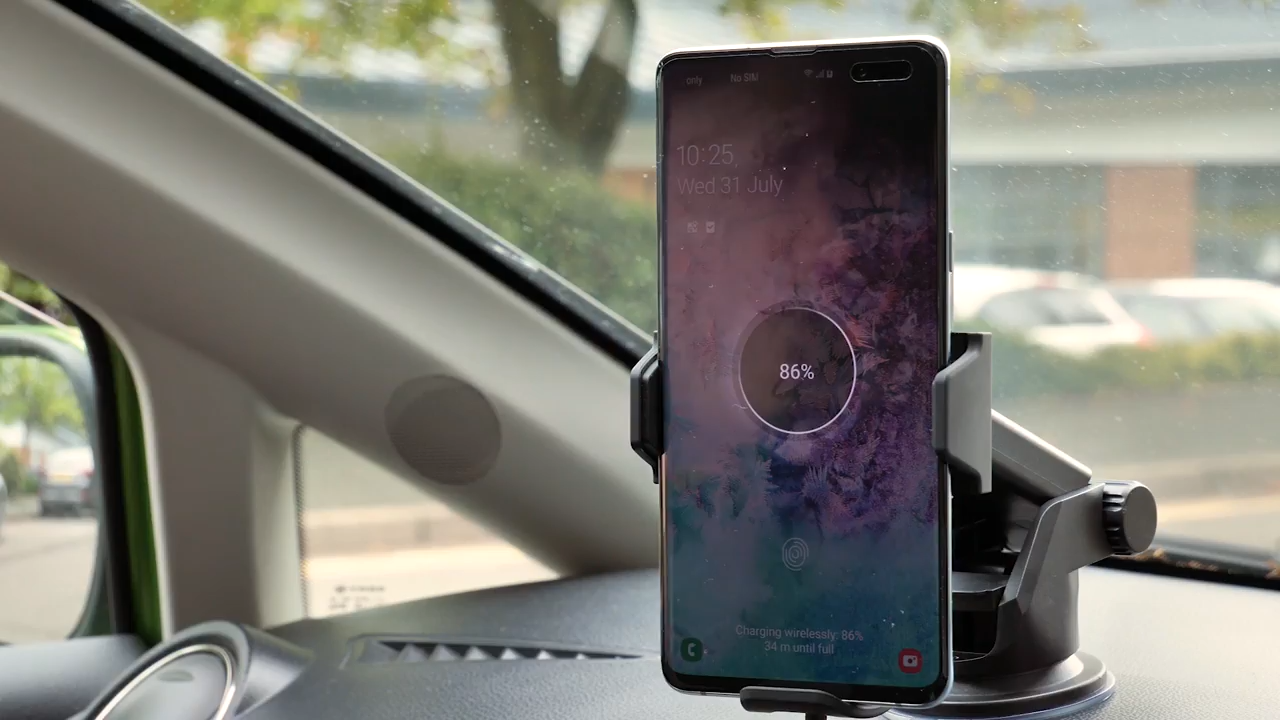 only No SIM
10:25,
Wed 31 July
86%
Charging wirelessly: 86%
34 m until full